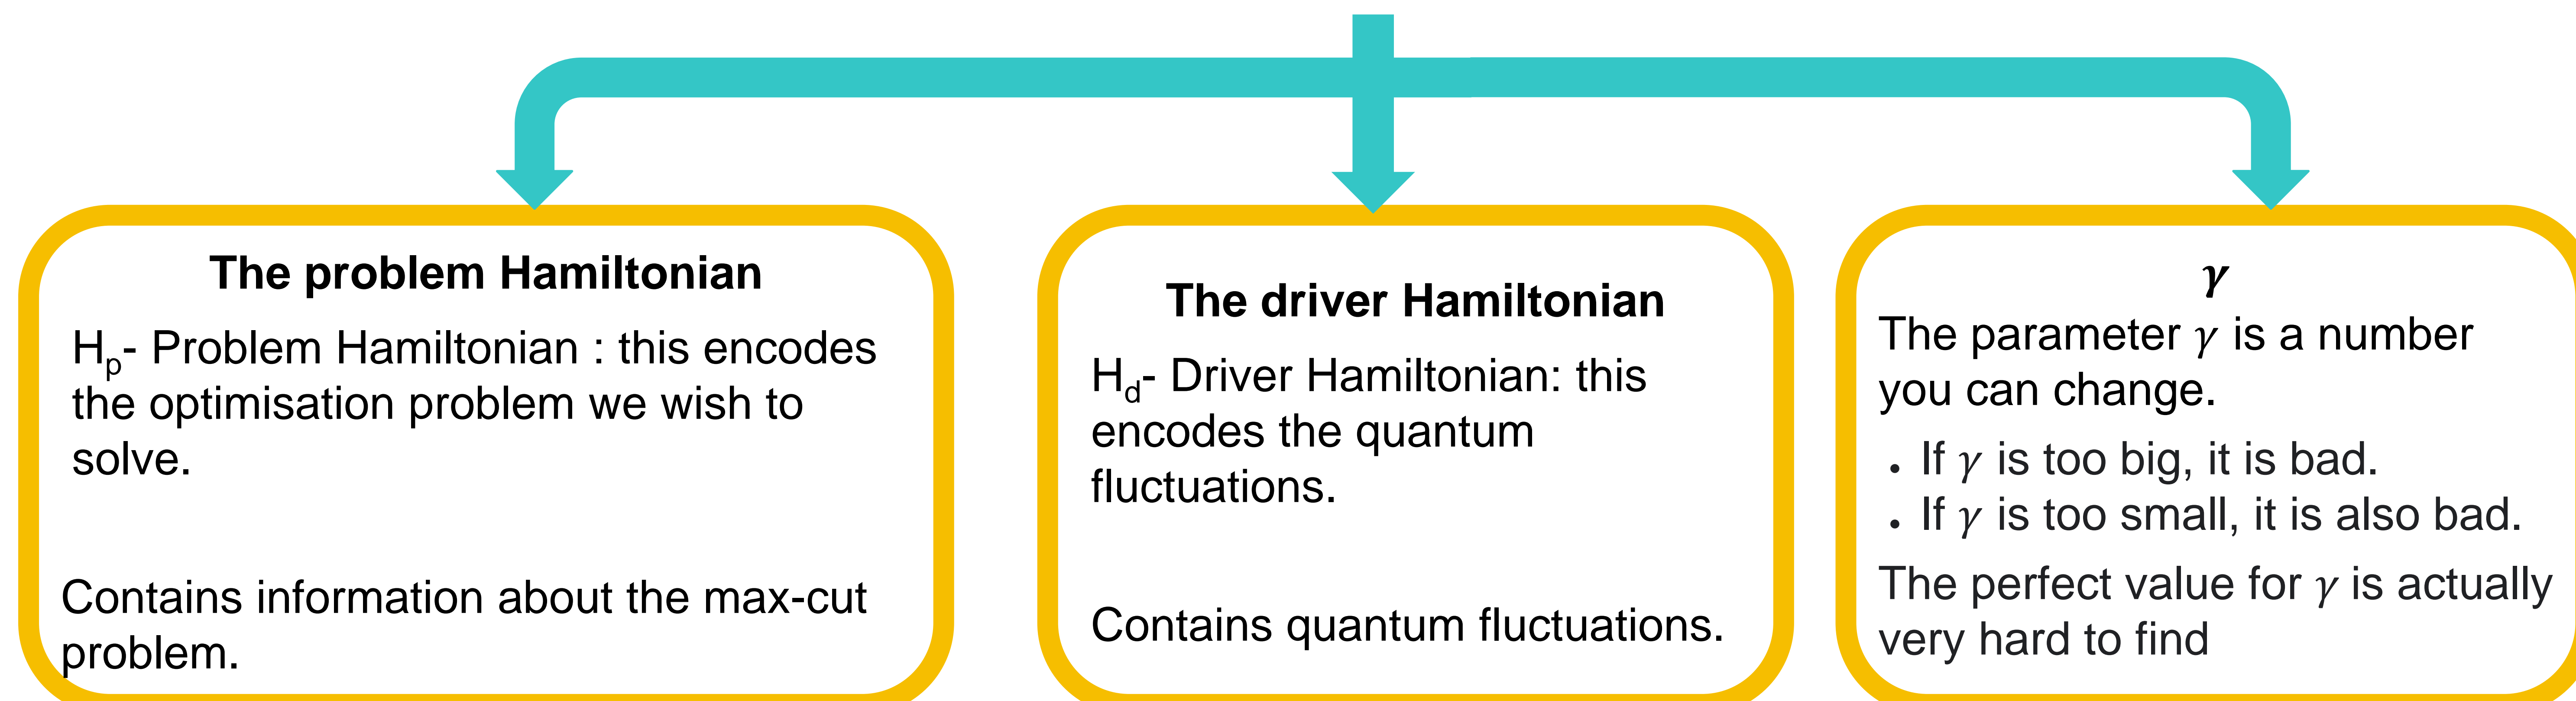 The problem Hamiltonian
Hₚ- Problem Hamiltonian : this encodes
the optimisation problem we wish to
solve.
Contains information about the max-cut
problem.
The driver Hamiltonian
H_d- Driver Hamiltonian: this
encodes the quantum
fluctuations.
Contains quantum fluctuations.
γ
The parameter γ is a number
you can change.
• If γ is too big, it is bad.
• If γ is too small, it is also bad.
The perfect value for γ is actually
very hard to find